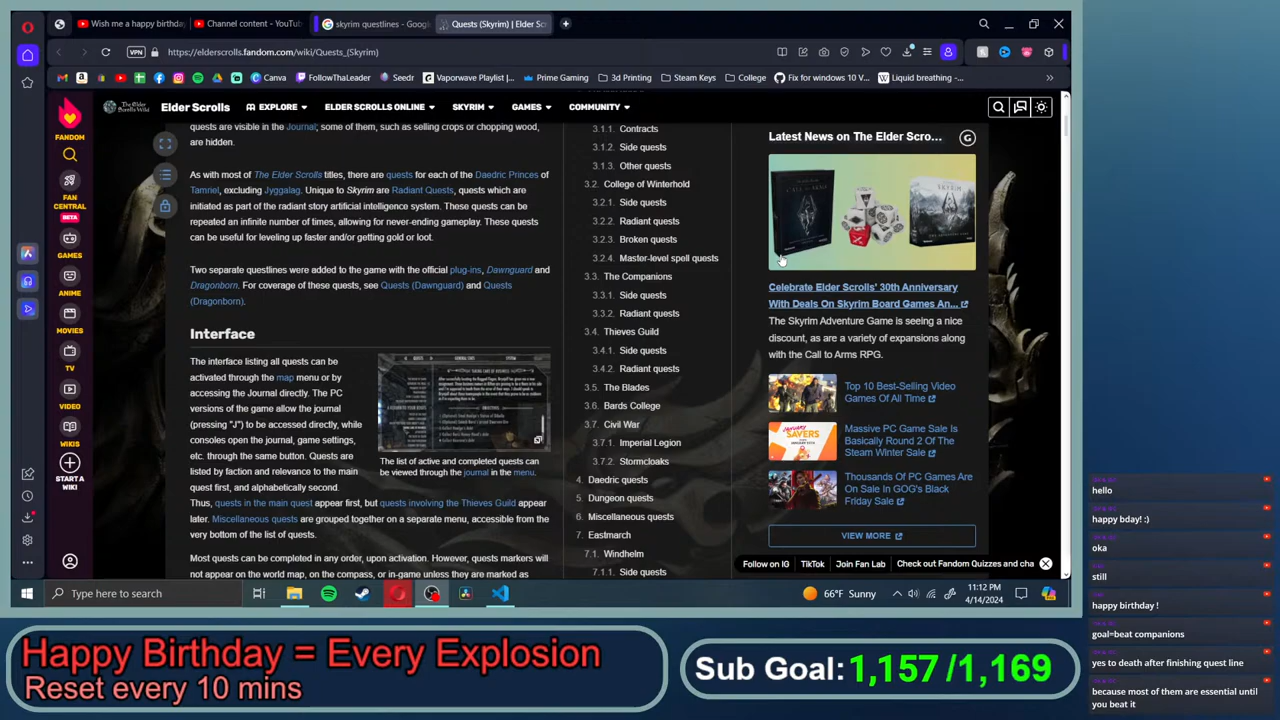 Wish me a happy birthday
Channel content - YouTu
skyrim questlines - Goog
Quests (Skyrim) | Elder Sc
VPN
https://elderscrolls.fandom.com/wiki/Quests_(Skyrim)
Canva
FollowThaLeader
Seedr
Vaporwave Playlist |...
Prime Gaming
3d Printing
Steam Keys
College
Fix for windows 10 V...
Liquid breathing -...
The Elder Scrolls Wiki
Elder Scrolls
EXPLORE
ELDER SCROLLS ONLINE
SKYRIM
GAMES
COMMUNITY
FANDOM
FAN CENTRAL
BETA
GAMES
ANIME
MOVIES
TV
VIDEO
WIKIS
START A WIKI
quests are visible in the Journal; some of them, such as selling crops or chopping wood,
are hidden.
As with most of The Elder Scrolls titles, there are quests for each of the Daedric Princes of
Tamriel, excluding Jyggalag. Unique to Skyrim are Radiant Quests, quests which are
initiated as part of the radiant story artificial intelligence system. These quests can be
repeated an infinite number of times, allowing for never-ending gameplay. These quests
can be useful for leveling up faster and/or getting gold or loot.
Two separate questlines were added to the game with the official plug-ins, Dawnguard and
Dragonborn. For coverage of these quests, see Quests (Dawnguard) and Quests
(Dragonborn).
Interface
The interface listing all quests can be
activated through the map menu or by
accessing the Journal directly. The PC
versions of the game allow the journal
(pressing "J") to be accessed directly, while
consoles open the journal, game settings,
etc. through the same button. Quests are
listed by faction and relevance to the main
quest first, and alphabetically second.
Thus, quests in the main quest appear first, but quests involving the Thieves Guild appear
later. Miscellaneous quests are grouped together on a separate menu, accessible from the
very bottom of the list of quests.
Most quests can be completed in any order, upon activation. However, quests markers will
not appear on the world map, on the compass, or in-game unless they are marked as
The list of active and completed quests can
be viewed through the journal in the menu.
3.1.1. Contracts
3.1.2. Side quests
3.1.3. Other quests
3.2. College of Winterhold
3.2.1. Side quests
3.2.2. Radiant quests
3.2.3. Broken quests
3.2.4. Master-level spell quests
3.3. The Companions
3.3.1. Side quests
3.3.2. Radiant quests
3.4. Thieves Guild
3.4.1. Side quests
3.4.2. Radiant quests
3.5. The Blades
3.6. Bards College
3.7. Civil War
3.7.1. Imperial Legion
3.7.2. Stormcloaks
4. Daedric quests
5. Dungeon quests
6. Miscellaneous quests
7. Eastmarch
7.1. Windhelm
7.1.1. Side quests
Latest News on The Elder Scro...
G
Celebrate Elder Scrolls' 30th Anniversary
With Deals On Skyrim Board Games An...
The Skyrim Adventure Game is seeing a nice
discount, as are a variety of expansions along
with the Call to Arms RPG.
Top 10 Best-Selling Video
Games Of All Time
Massive PC Game Sale Is
Basically Round 2 Of The
Steam Winter Sale
Thousands Of PC Games Are
On Sale In GOG's Black
Friday Sale
VIEW MORE
Follow on IG
TikTok
Join Fan Lab
Check out Fandom Quizzes and cha
Type here to search
66°F Sunny
11:12 PM
4/14/2024
hello
happy bday! :)
oka
still
happy birthday !
goal=beat companions
yes to death after finishing quest line
because most of them are essential until
you beat it
Happy Birthday = Every Explosion
Reset every 10 mins
Sub Goal: 1,157 / 1,169